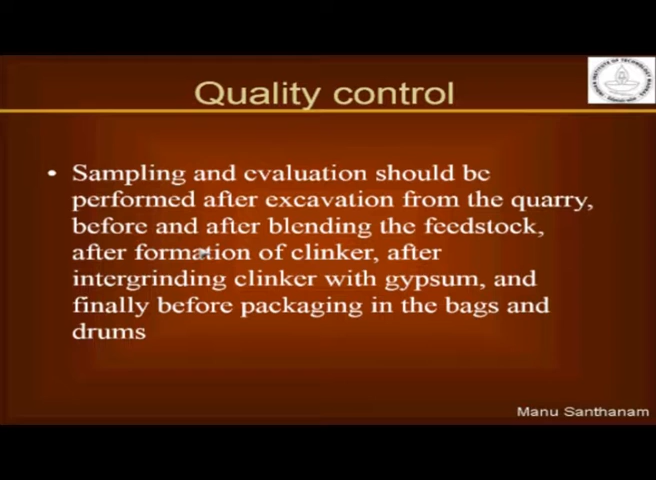 Quality control
• Sampling and evaluation should be
performed after excavation from the quarry,
before and after blending the feedstock,
after formation of clinker, after
intergrinding clinker with gypsum, and
finally before packaging in the bags and
drums
Manu Santhanam